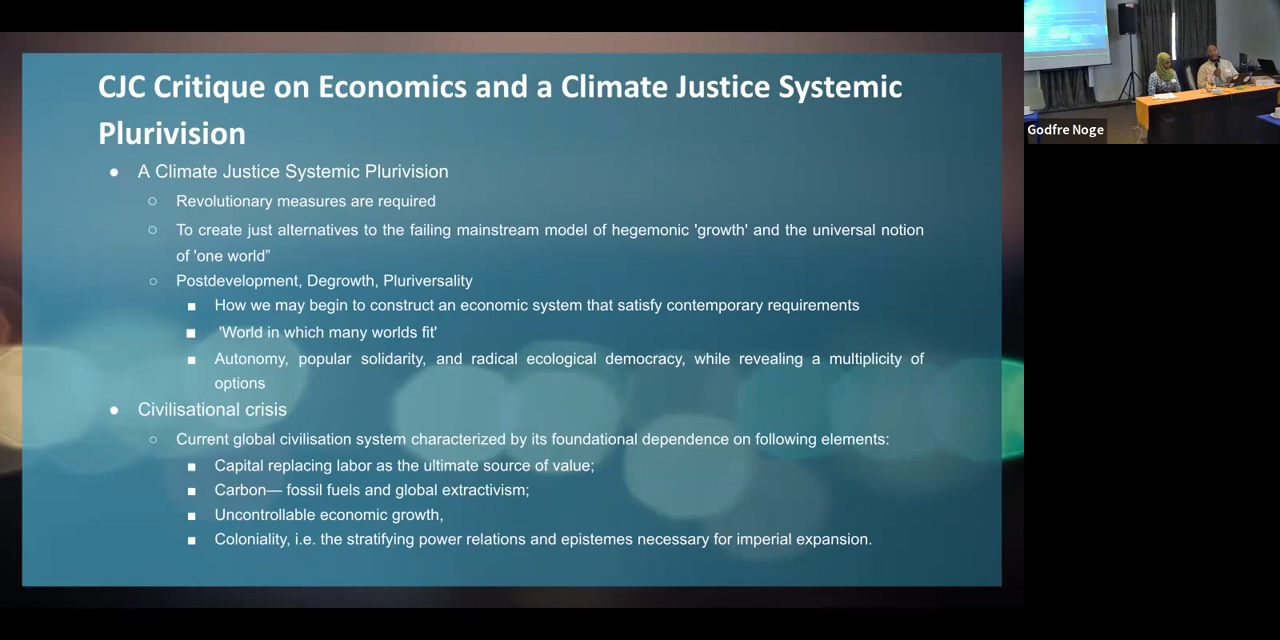 CJC Critique on Economics and a Climate Justice Systemic
Plurivision
● A Climate Justice Systemic Plurivision
○ Revolutionary measures are required
○ To create just alternatives to the failing mainstream model of hegemonic 'growth' and the universal notion
of 'one world”
○ Postdevelopment, Degrowth, Pluriversality
■ How we may begin to construct an economic system that satisfy contemporary requirements
■ 'World in which many worlds fit'
■ Autonomy, popular solidarity, and radical ecological democracy, while revealing a multiplicity of
options
● Civilisational crisis
○ Current global civilisation system characterized by its foundational dependence on following elements:
■ Capital replacing labor as the ultimate source of value;
■ Carbon— fossil fuels and global extractivism;
■ Uncontrollable economic growth,
■ Coloniality, i.e. the stratifying power relations and epistemes necessary for imperial expansion.
Godfre Noge